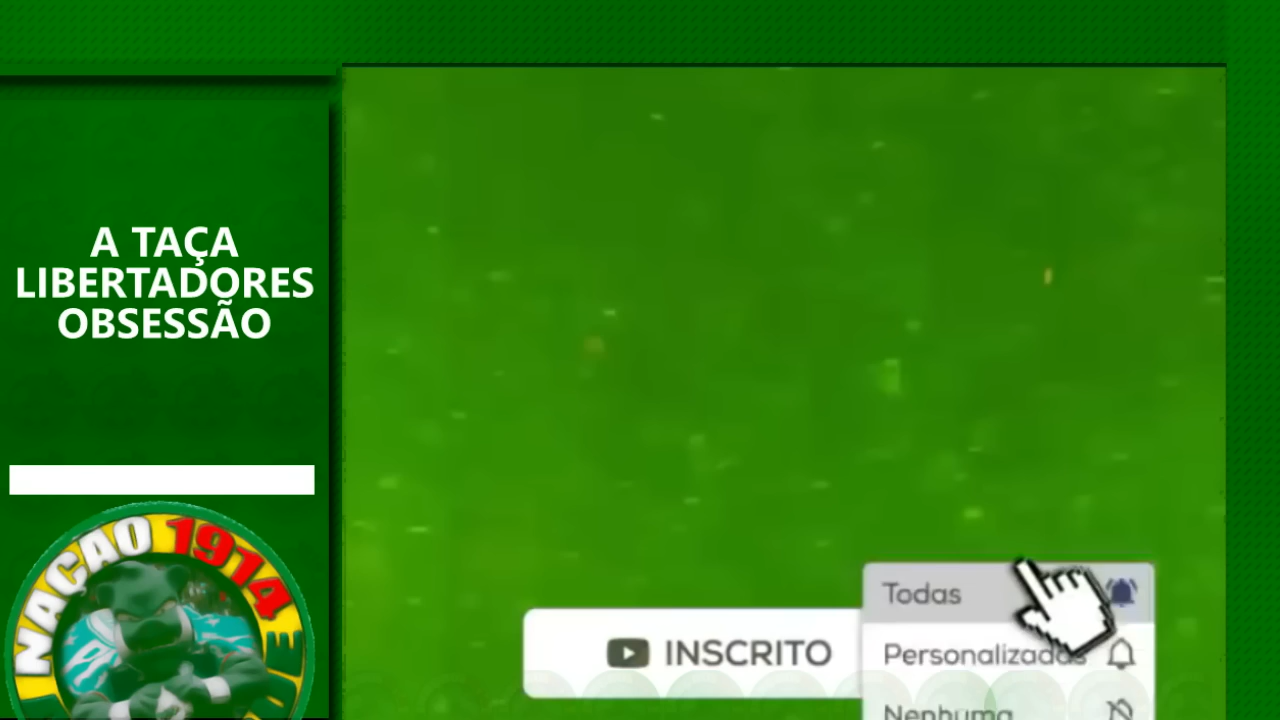 A TAÇA
LIBERTADORES
OBSESSÃO
NAÇÃO 1914
INSCRITO
Todas
Personalizadas
Nenhuma